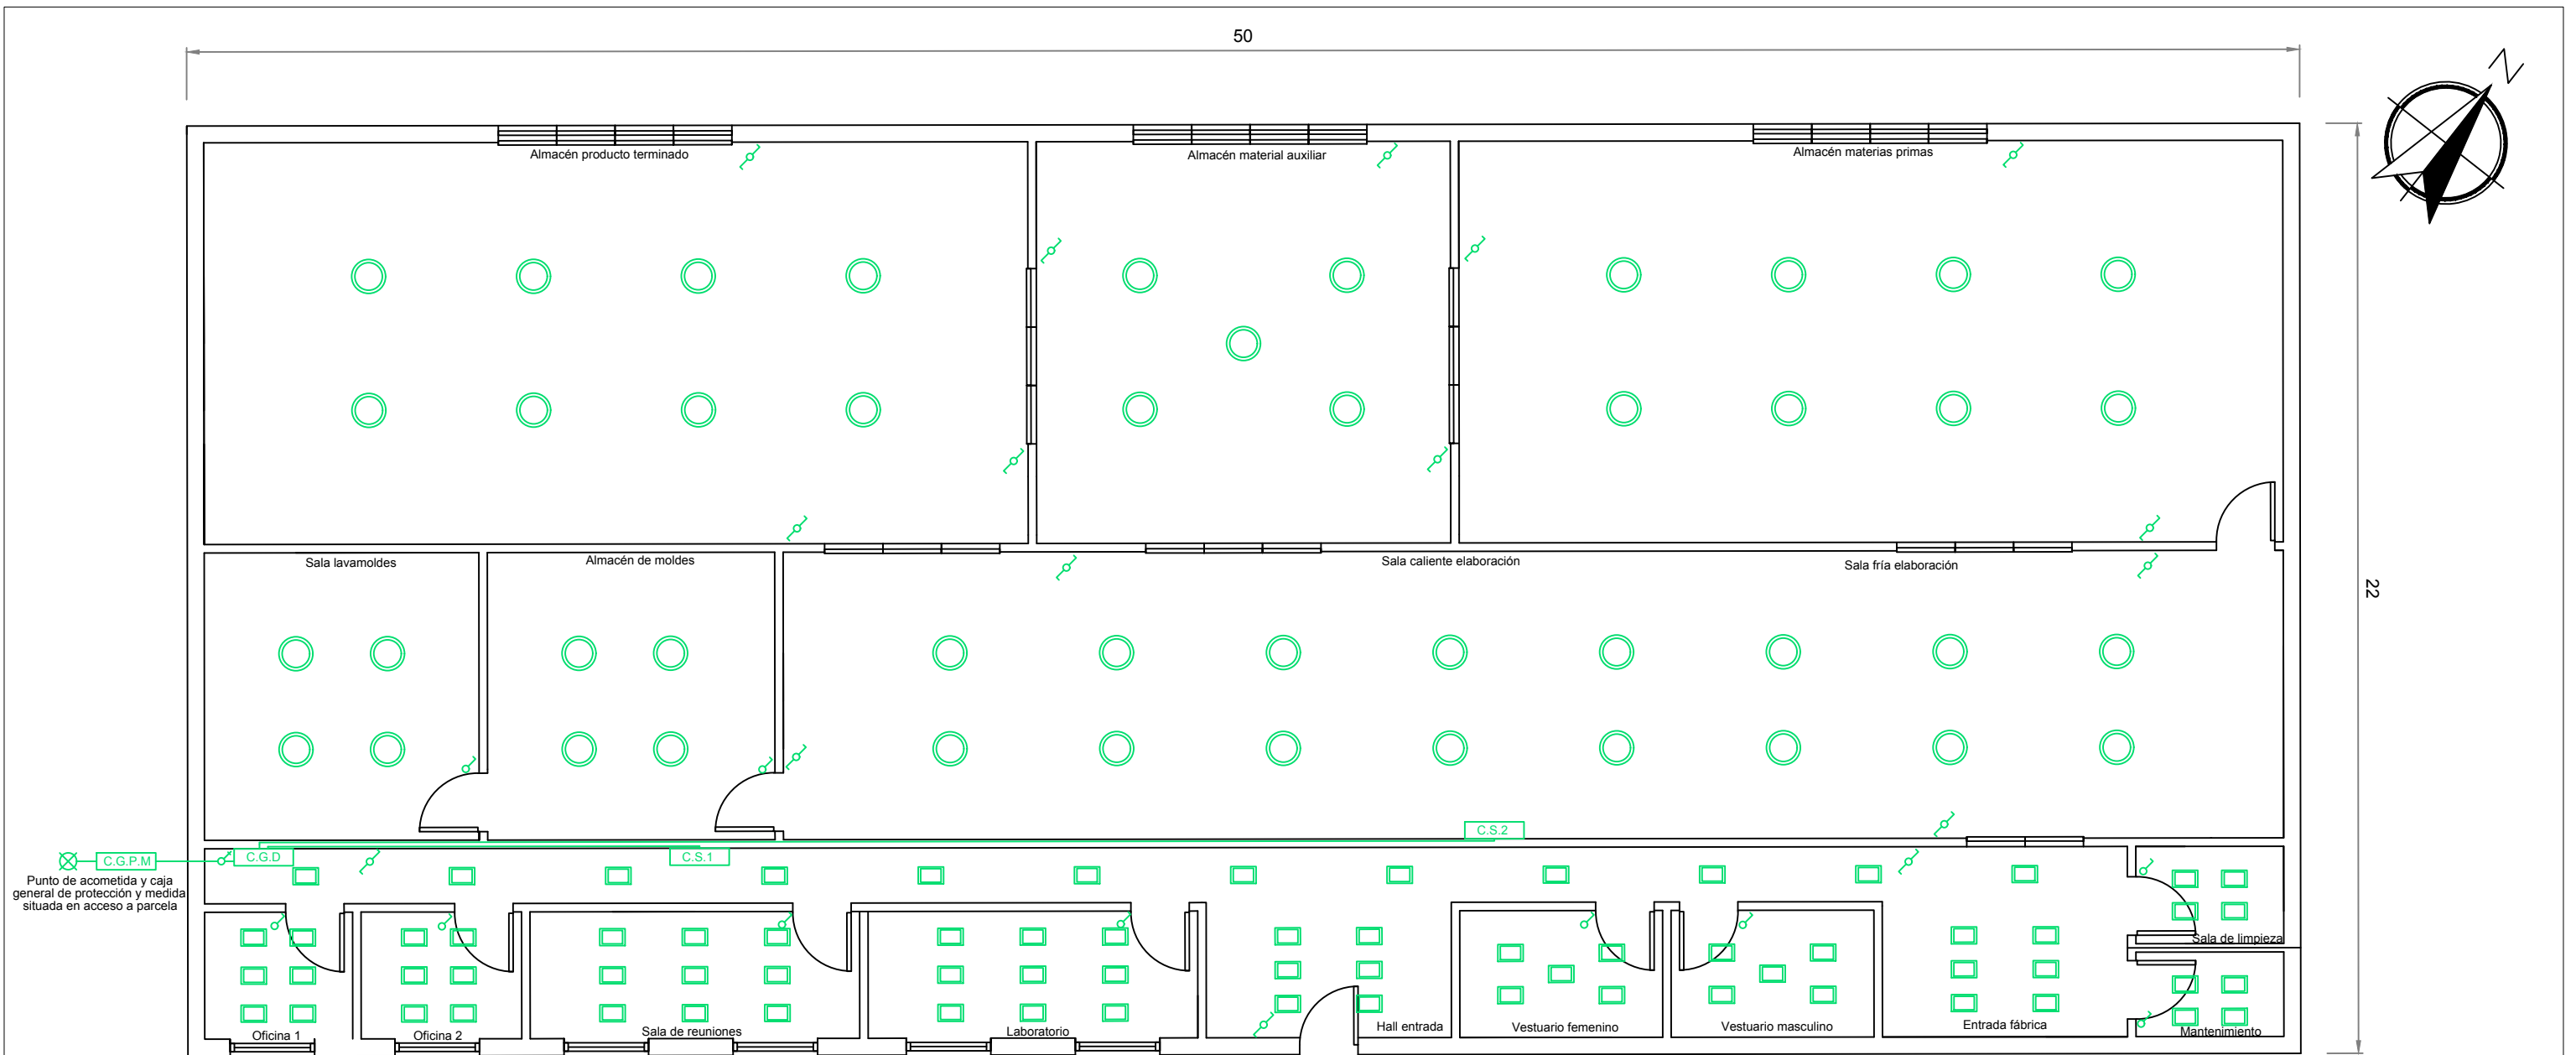 50
N
Almacén producto terminado
Almacén material auxiliar
Almacén materias primas
22
Sala lavamoldes
Almacén de moldes
Sala caliente elaboración
Sala fría elaboración
C.S.2
C.G.P.M
C.G.D
C.S.1
Punto de acometida y caja
general de protección y medida
situada en acceso a parcela
Sala de limpieza
Oficina 1
Oficina 2
Sala de reuniones
Laboratorio
Hall entrada
Vestuario femenino
Vestuario masculino
Entrada fábrica
Mantenimiento